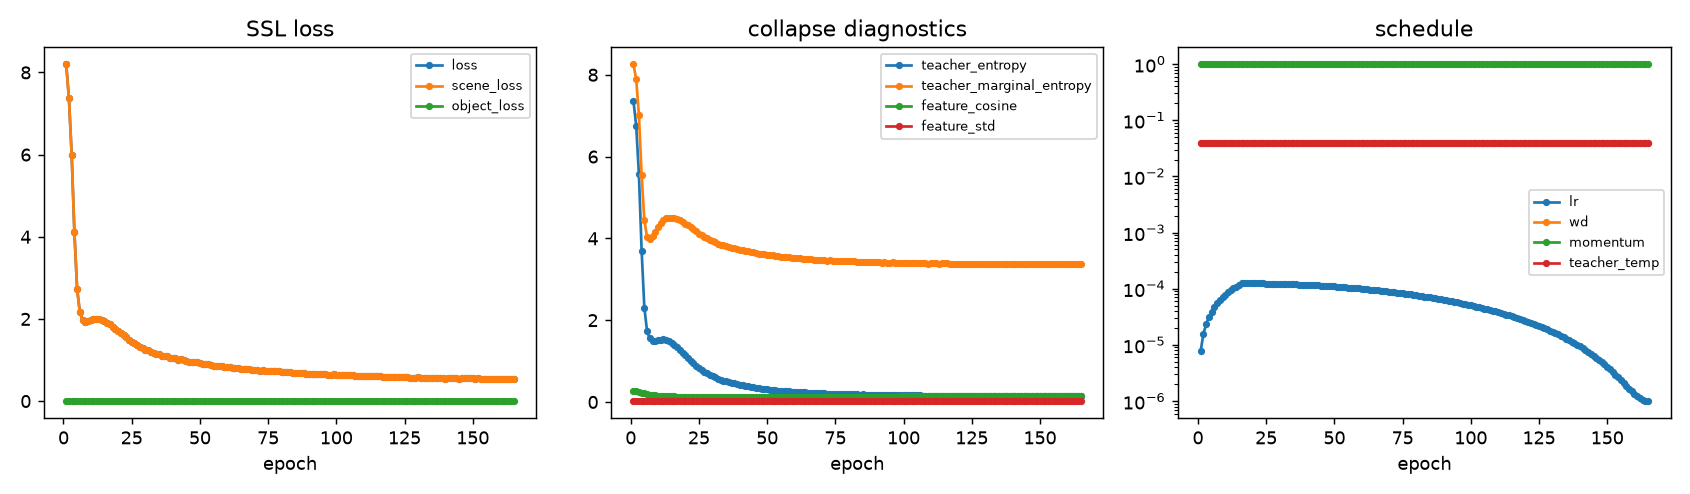 SSL loss
loss
scene_loss
object_loss
8
6
4
2
0
0 25 50 75 100 125 150
epoch
collapse diagnostics
teacher_entropy
teacher_marginal_entropy
feature_cosine
feature_std
8
6
4
2
0
0 25 50 75 100 125 150
epoch
schedule
10⁰
10⁻¹
10⁻²
10⁻³
10⁻⁴
10⁻⁵
10⁻⁶
lr
wd
momentum
teacher_temp
0 25 50 75 100 125 150
epoch